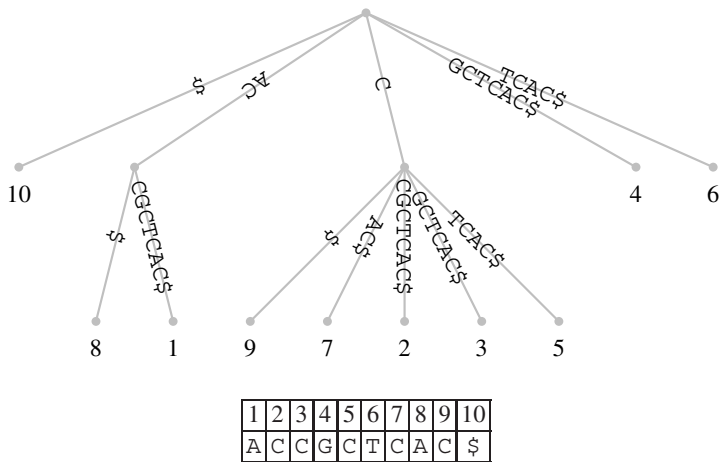 $ AC C GCTCAC$ TCAC$
10 4 6
$ CGCTCAC$ $ AC$ CGCTCAC$ GCTCAC$ TCAC$
8 1 9 7 2 3 5
1 2 3 4 5 6 7 8 9 10
A C C G C T C A C $